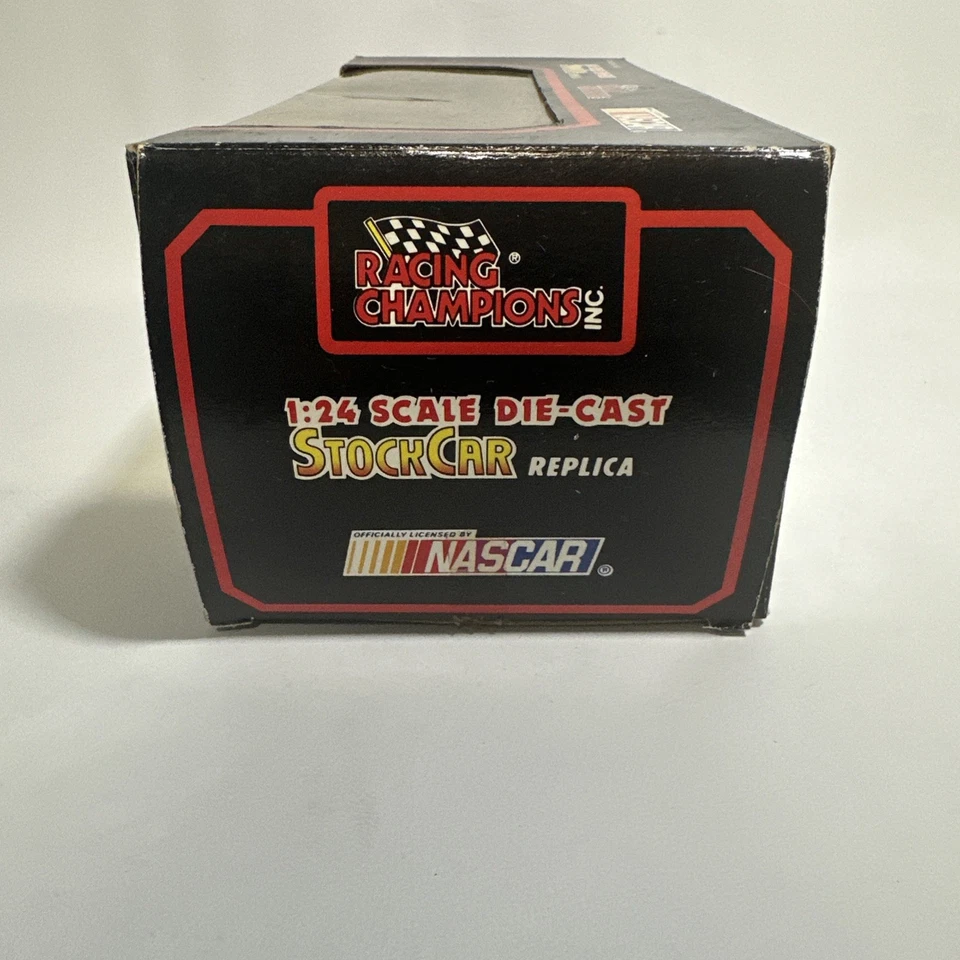 RACING ®
CHAMPIONS INC.
1:24 SCALE DIE-CAST
STOCKCAR REPLICA
OFFICIALLY LICENSED BY
NASCAR ®